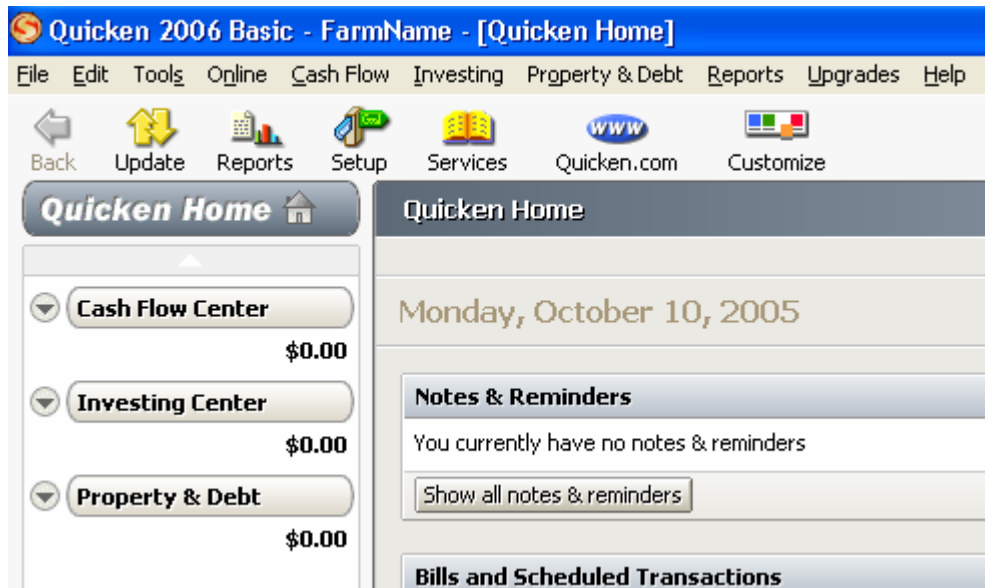 Quicken 2006 Basic - FarmName - [Quicken Home]
File Edit Tools Online Cash Flow Investing Property & Debt Reports Upgrades Help
Back Update Reports Setup Services www Quicken.com Customize
Quicken Home
Cash Flow Center
$0.00
Investing Center
$0.00
Property & Debt
$0.00
Quicken Home
Monday, October 10, 2005
Notes & Reminders
You currently have no notes & reminders
Show all notes & reminders
Bills and Scheduled Transactions